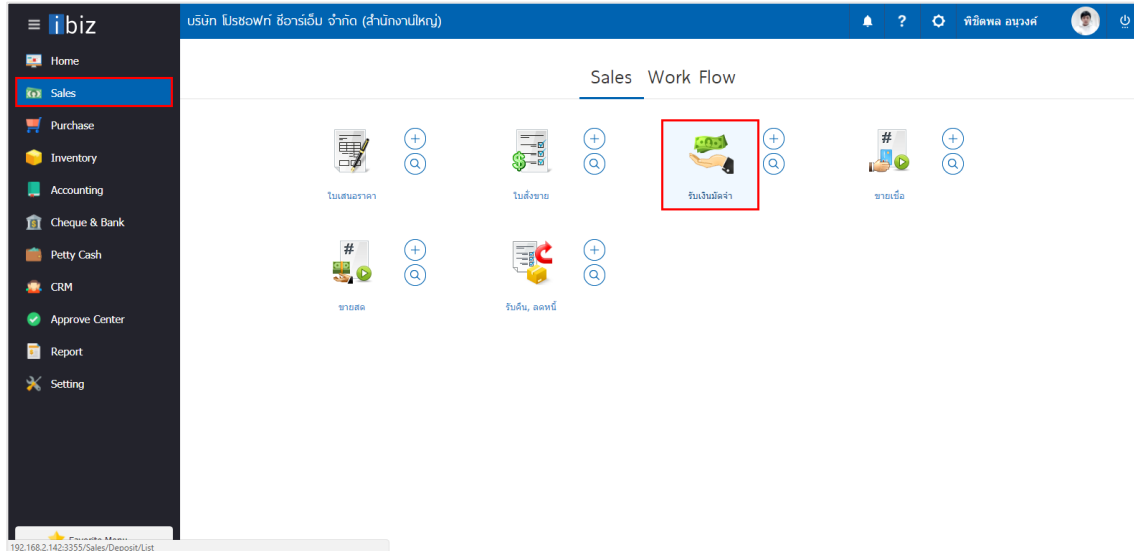 ≡ ibiz
บริษัท โปรซอฟท์ ซีอาร์เอ็ม จำกัด (สำนักงานใหญ่)
? พิชิตพล อนุวงค์
Home
Sales
Purchase
Inventory
Accounting
Cheque & Bank
Petty Cash
CRM
Approve Center
Report
Setting
Sales Work Flow
ใบเสนอราคา
ใบสั่งขาย
รับเงินมัดจำ
#
ขายเชื่อ
#
ขายสด
รับคืน, ลดหนี้
Favorite Menu
192.168.2.142:3355/Sales/Deposit/List